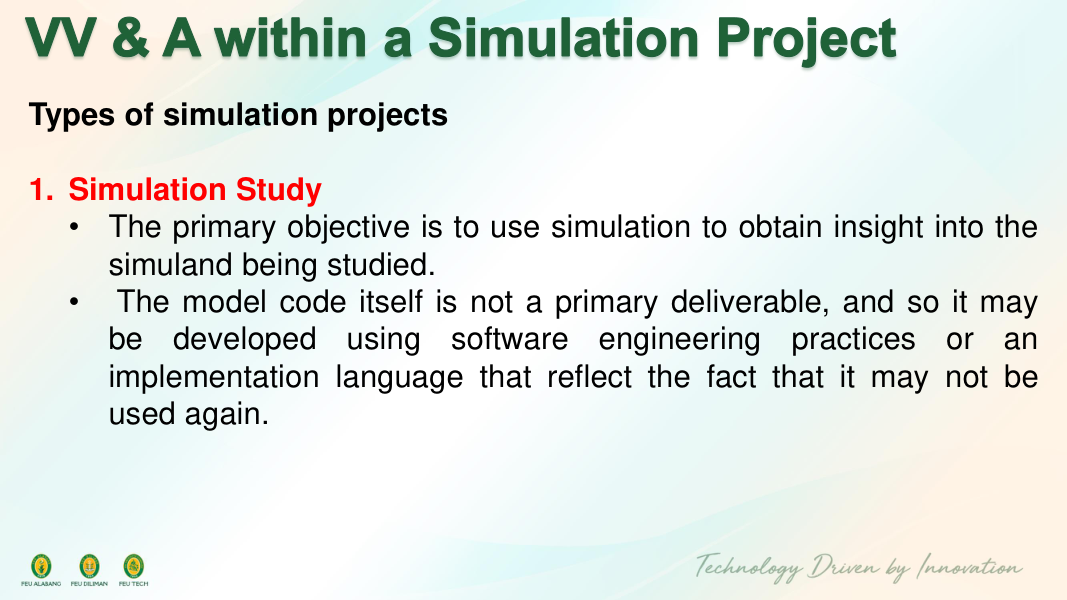 VV & A within a Simulation Project
Types of simulation projects
1. Simulation Study
• The primary objective is to use simulation to obtain insight into the
simuland being studied.
• The model code itself is not a primary deliverable, and so it may
be developed using software engineering practices or an
implementation language that reflect the fact that it may not be
used again.
FEU ALABANG FEU DILIMAN FEU TECH
Technology Driven by Innovation